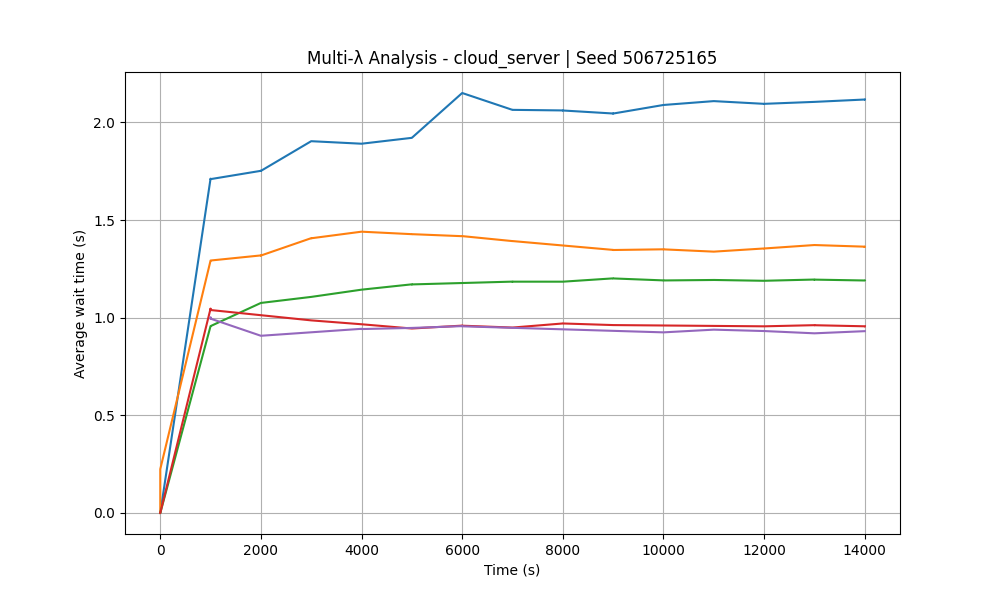 Multi-λ Analysis - cloud_server | Seed 506725165
Average wait time (s)
2.0
1.5
1.0
0.5
0.0
0 2000 4000 6000 8000 10000 12000 14000
Time (s)